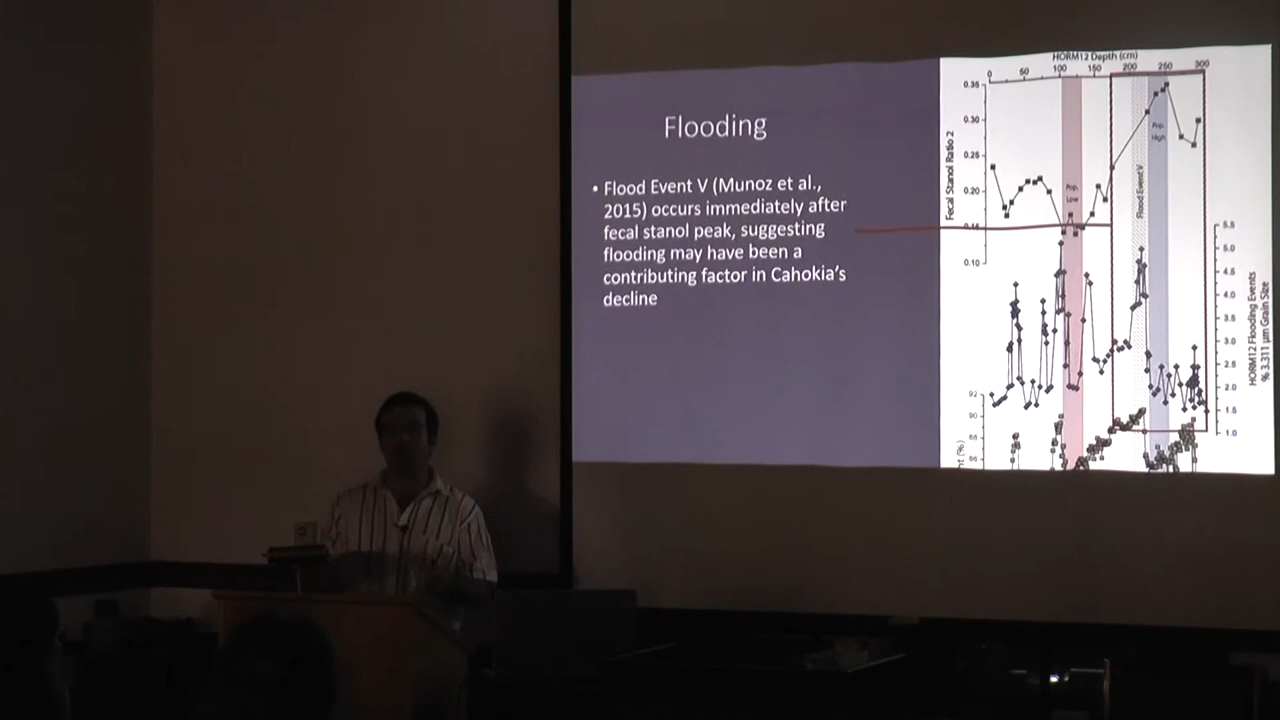 Flooding
• Flood Event V (Munoz et al.,
2015) occurs immediately after
fecal stanol peak, suggesting
flooding may have been a
contributing factor in Cahokia's
decline
HORM12 Depth (cm)
0 50 100 150 200 250 300
Fecal Stanol Ratio 2
0.35
0.30
0.25
0.20
0.10
Pop.
Low
Flood Event V
Pop.
High
5.5
5.0
4.5
4.0
3.5
3.0
2.5
2.0
1.5
1.0
HORM12 Flooding Events
% 3.311 µm Grain Size
92
90
88
86
(%)